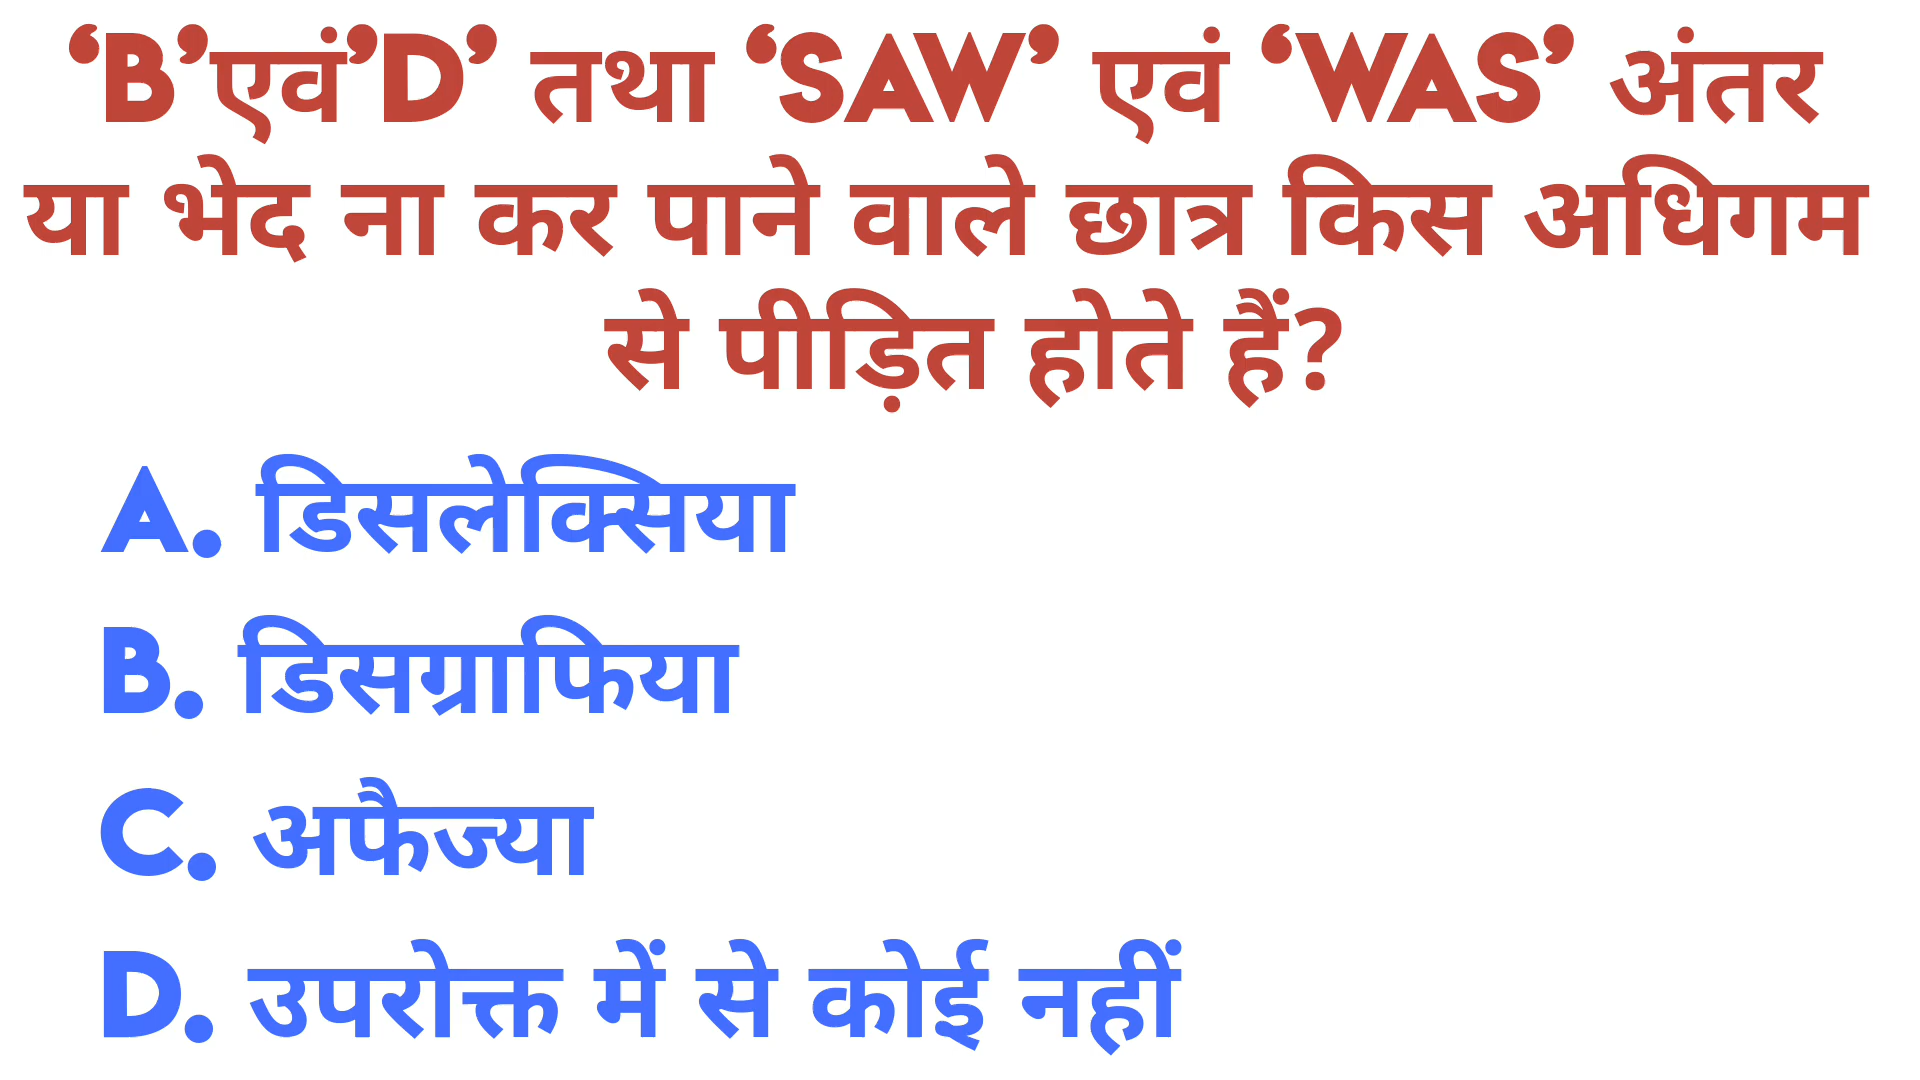 ‘B’एवं’D’ तथा ‘SAW’ एवं ‘WAS’ अंतर
या भेद ना कर पाने वाले छात्र किस अधिगम
से पीड़ित होते हैं?
A. डिसलेक्सिया
B. डिसग्राफिया
C. अफैज्या
D. उपरोक्त में से कोई नहीं